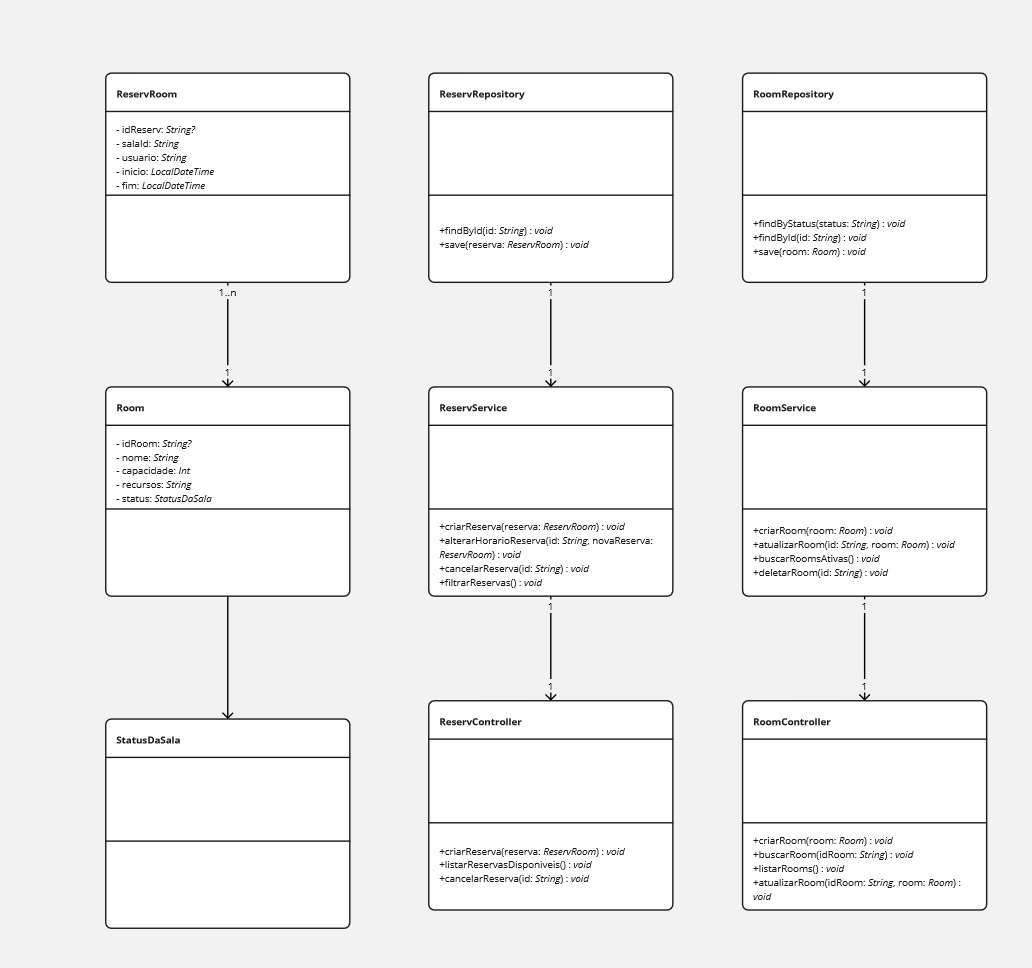 ReservRoom
- idReserv: String?
- salaId: String
- usuario: String
- inicio: LocalDateTime
- fim: LocalDateTime
ReservRepository
+findById(id: String) : void
+save(reserva: ReservRoom) : void
RoomRepository
+findByStatus(status: String) : void
+findById(id: String) : void
+save(room: Room) : void
1..n
1
1
1
1
1
Room
- idRoom: String?
- nome: String
- capacidade: Int
- recursos: String
- status: StatusDaSala
ReservService
+criarReserva(reserva: ReservRoom) : void
+alterarHorarioReserva(id: String, novaReserva:
ReservRoom) : void
+cancelarReserva(id: String) : void
+filtrarReservas() : void
RoomService
+criarRoom(room: Room) : void
+atualizarRoom(id: String, room: Room) : void
+buscarRoomsAtivas() : void
+deletarRoom(id: String) : void
1
1
1
1
StatusDaSala
ReservController
+criarReserva(reserva: ReservRoom) : void
+listarReservasDisponiveis() : void
+cancelarReserva(id: String) : void
RoomController
+criarRoom(room: Room) : void
+buscarRoom(idRoom: String) : void
+listarRooms() : void
+atualizarRoom(idRoom: String, room: Room) :
void